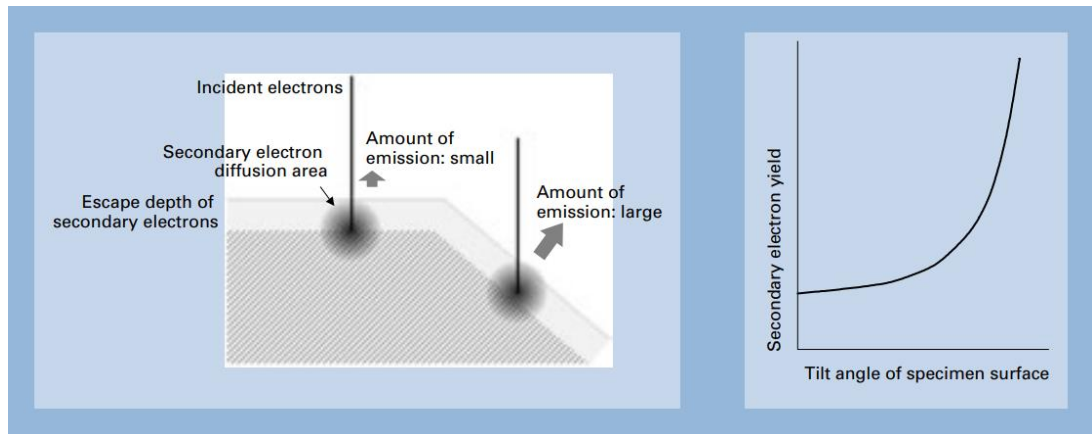 Incident electrons
Amount of
emission: small
Secondary electron
diffusion area
Escape depth of
secondary electrons
Amount of
emission: large
Secondary electron yield
Tilt angle of specimen surface